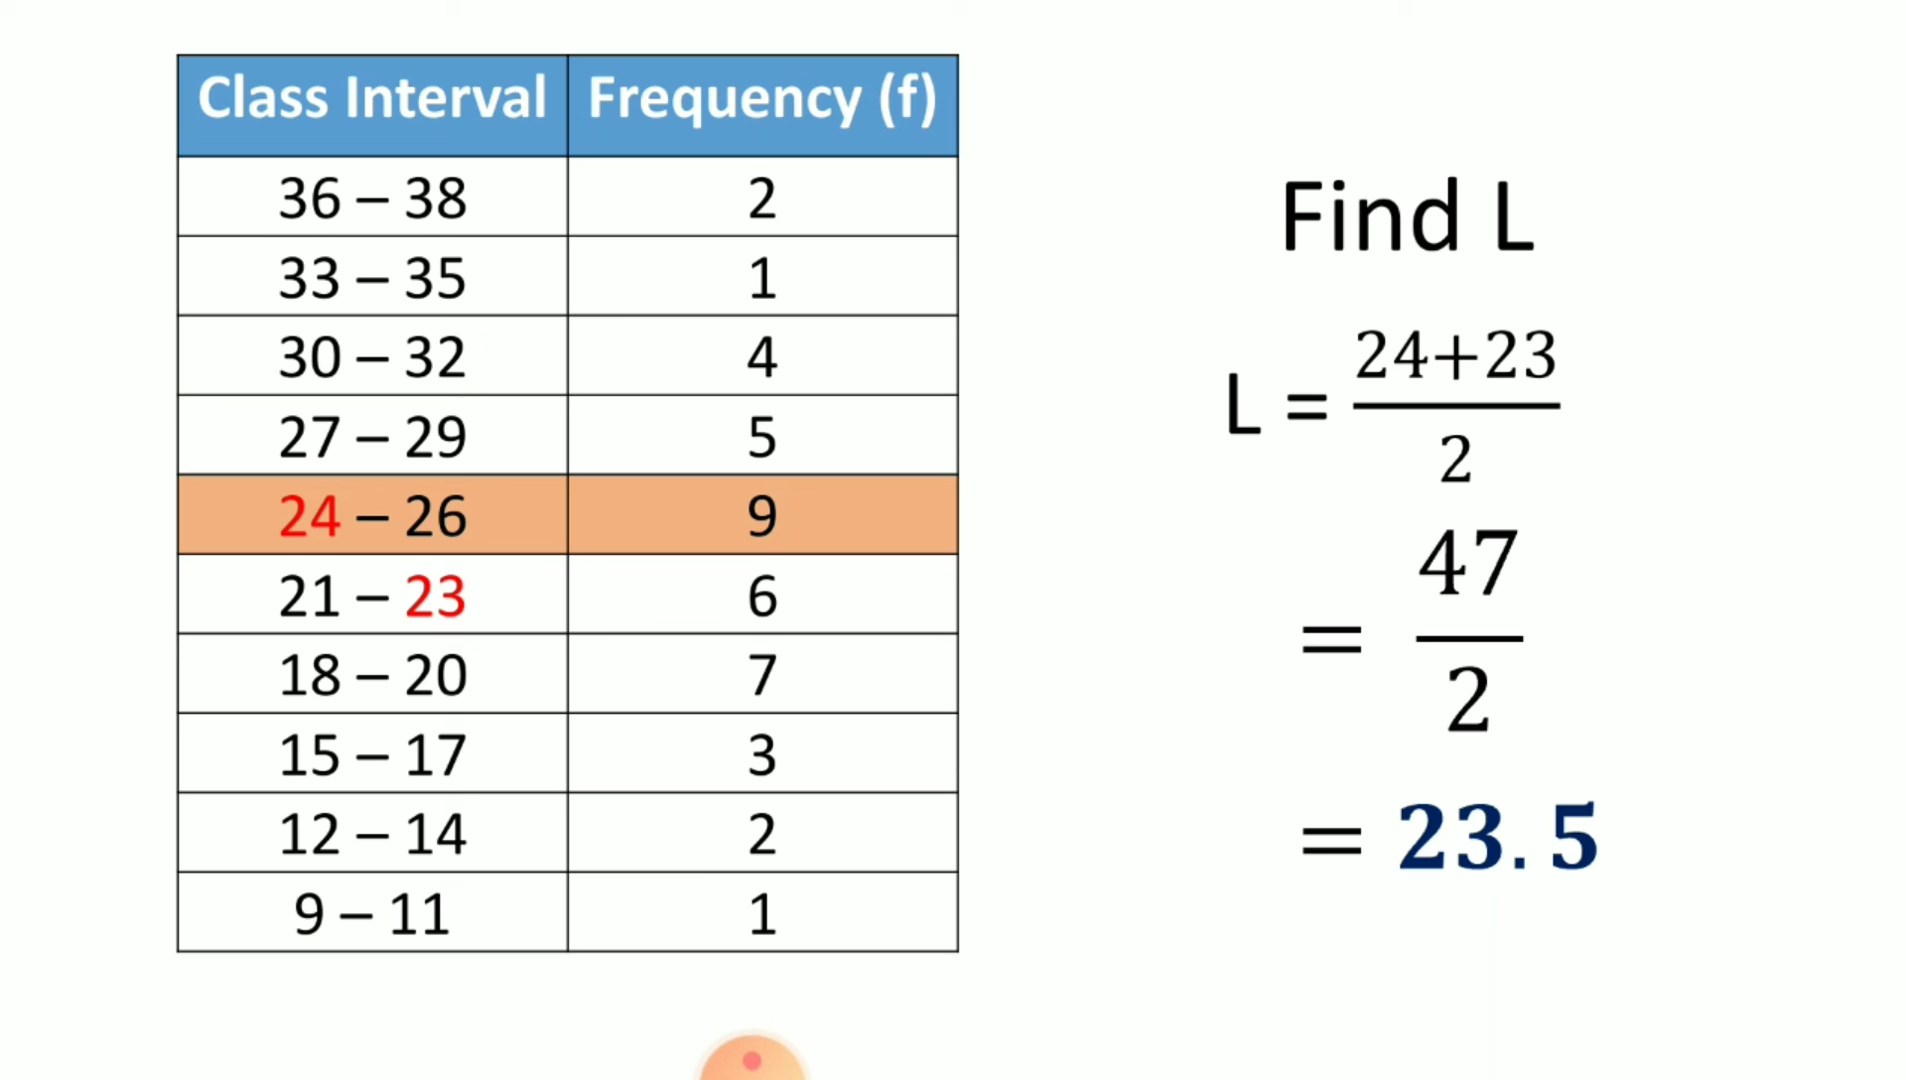 Class Interval Frequency (f)
36 – 38 2
33 – 35 1
30 – 32 4
27 – 29 5
24 – 26 9
21 – 23 6
18 – 20 7
15 – 17 3
12 – 14 2
9 – 11 1
Find L
L = 24+23
2
= 47
2
= 23.5